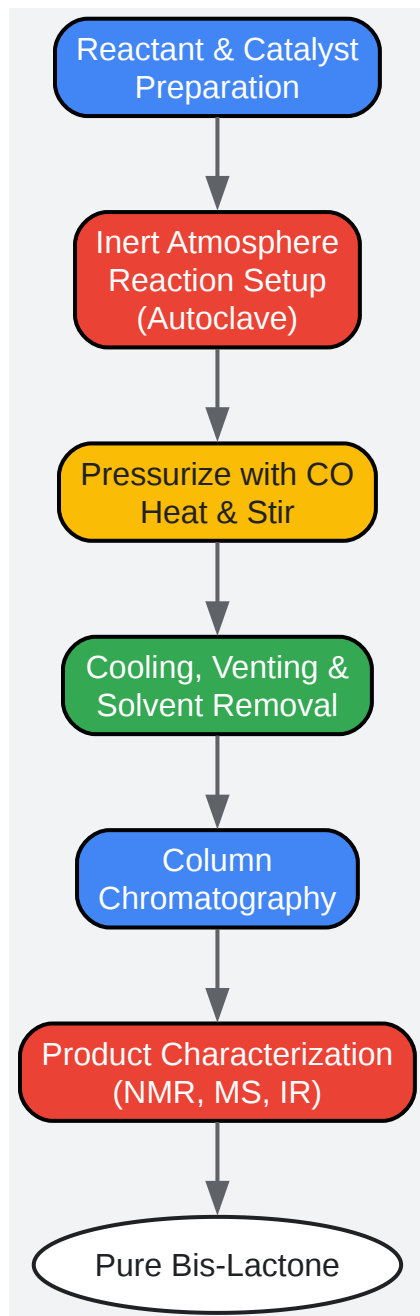 Reactant & Catalyst
Preparation
Inert Atmosphere
Reaction Setup
(Autoclave)
Pressurize with CO
Heat & Stir
Cooling, Venting &
Solvent Removal
Column
Chromatography
Product Characterization
(NMR, MS, IR)
Pure Bis-Lactone